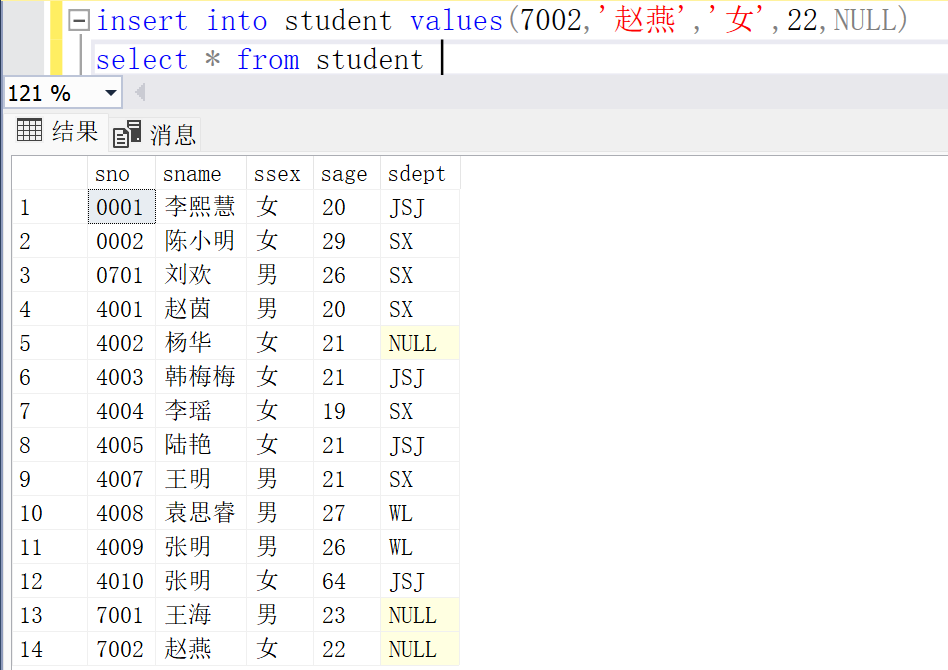 insert into student values(7002,'赵燕','女',22,NULL)
select * from student
121 %
结果 消息
sno sname ssex sage sdept
1 0001 李熙慧 女 20 JSJ
2 0002 陈小明 女 29 SX
3 0701 刘欢 男 26 SX
4 4001 赵茵 男 20 SX
5 4002 杨华 女 21 NULL
6 4003 韩梅梅 女 21 JSJ
7 4004 李瑶 女 19 SX
8 4005 陆艳 女 21 JSJ
9 4007 王明 男 21 SX
10 4008 袁思睿 男 27 WL
11 4009 张明 男 26 WL
12 4010 张明 女 64 JSJ
13 7001 王海 男 23 NULL
14 7002 赵燕 女 22 NULL